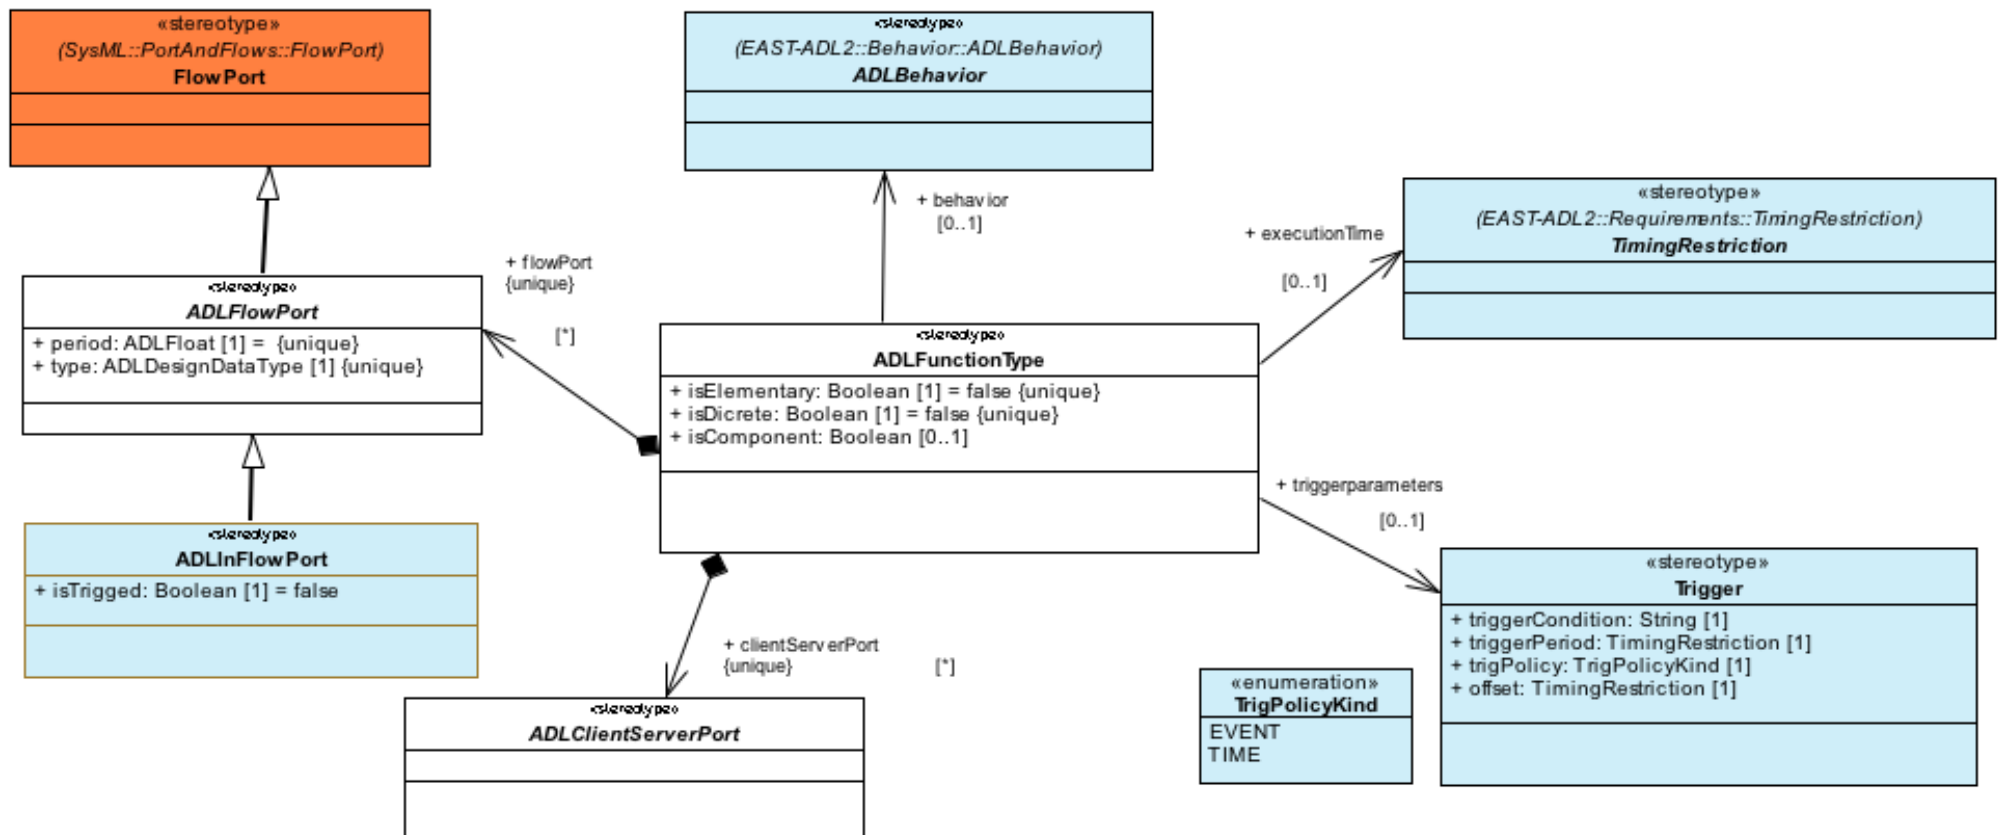 «stereotype»
(SysML::PortAndFlows::FlowPort)
FlowPort
«stereotype»
(EAST-ADL2::Behavior::ADLBehavior)
ADLBehavior
«stereotype»
(EAST-ADL2::Requirements::TimingRestriction)
TimingRestriction
+ behavior
[0..1]
+ executionTime
[0..1]
+ flowPort
{unique}
[*]
«stereotype»
ADLFlowPort
+ period: ADLFloat [1] = {unique}
+ type: ADLDesignDataType [1] {unique}
«stereotype»
ADLFunctionType
+ isElementary: Boolean [1] = false {unique}
+ isDicrete: Boolean [1] = false {unique}
+ isComponent: Boolean [0..1]
+ triggerparameters
[0..1]
«stereotype»
ADLInFlowPort
+ isTrigged: Boolean [1] = false
«stereotype»
Trigger
+ triggerCondition: String [1]
+ triggerPeriod: TimingRestriction [1]
+ trigPolicy: TrigPolicyKind [1]
+ offset: TimingRestriction [1]
+ clientServerPort
{unique}
[*]
«enumeration»
TrigPolicyKind
EVENT
TIME
«stereotype»
ADLClientServerPort